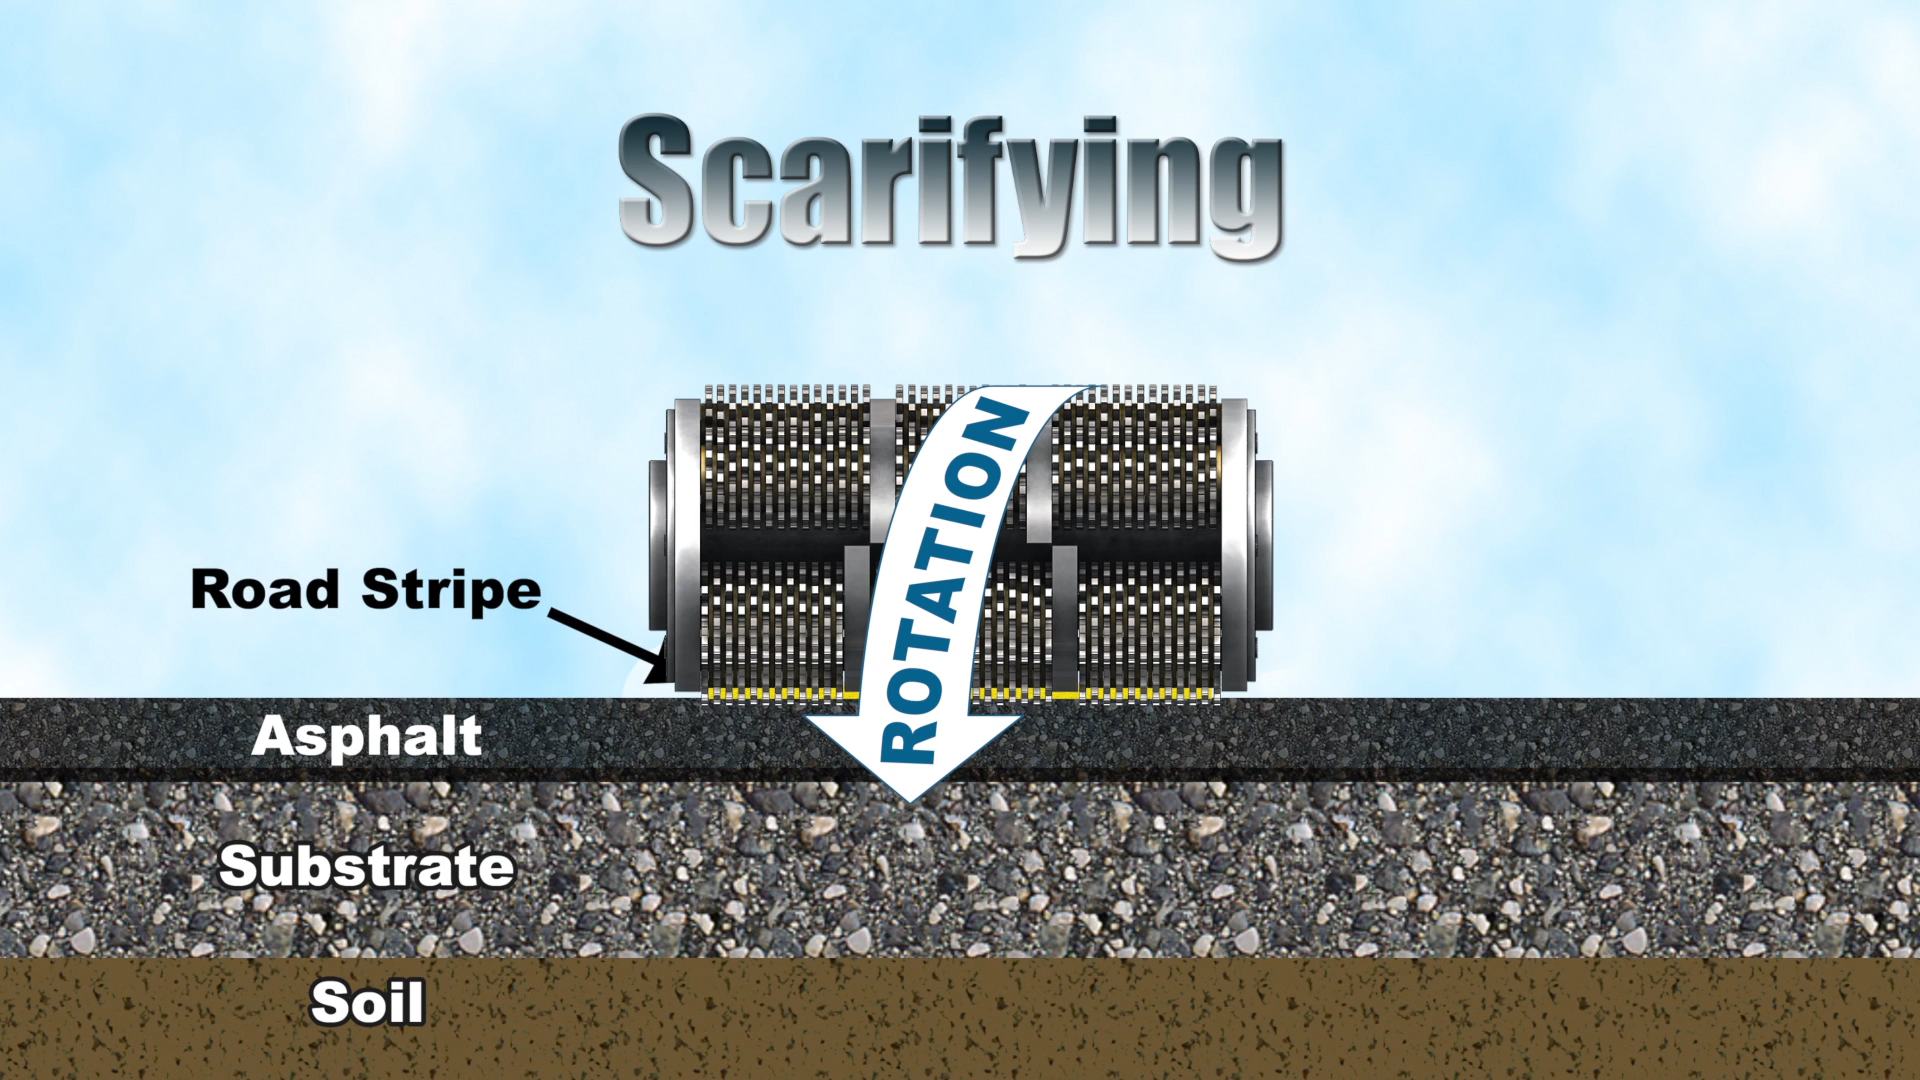 Scarifying
ROTATION
Road Stripe
Asphalt
Substrate
Soil